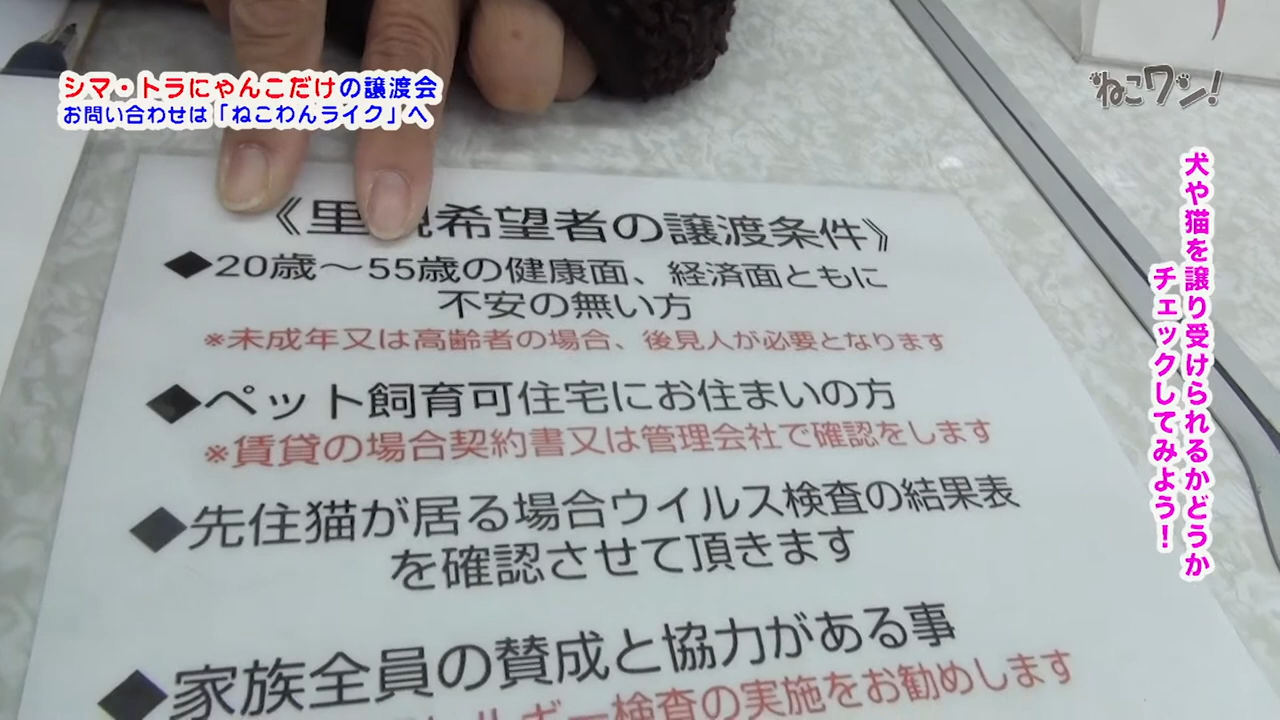 シマ・トラにゃんこだけの譲渡会
お問い合わせは「ねこわんライク」へ
ねこワン!
犬や猫を譲り受けられるかどうか
チェックしてみよう!
《里親希望者の譲渡条件》
◆20歳～55歳の健康面、経済面ともに
不安の無い方
※未成年又は高齢者の場合、後見人が必要となります
◆ペット飼育可住宅にお住まいの方
※賃貸の場合契約書又は管理会社で確認をします
◆先住猫が居る場合ウイルス検査の結果表
を確認させて頂きます
◆家族全員の賛成と協力がある事
レルギー検査の実施をお勧めします